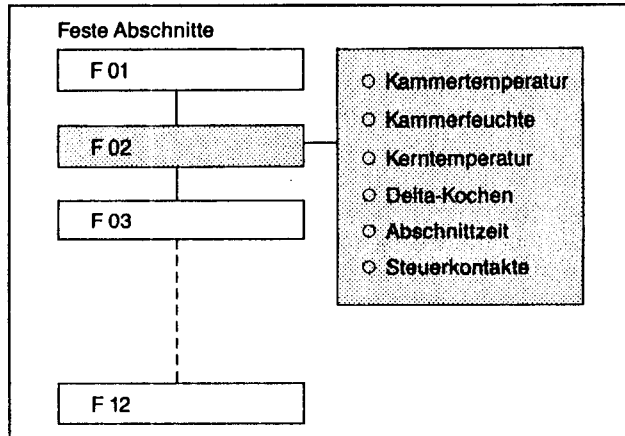 Feste Abschnitte
F 01
F 02
F 03
F 12
Kammertemperatur
Kammerfeuchte
Kerntemperatur
Delta-Kochen
Abschnittzeit
Steuerkontakte